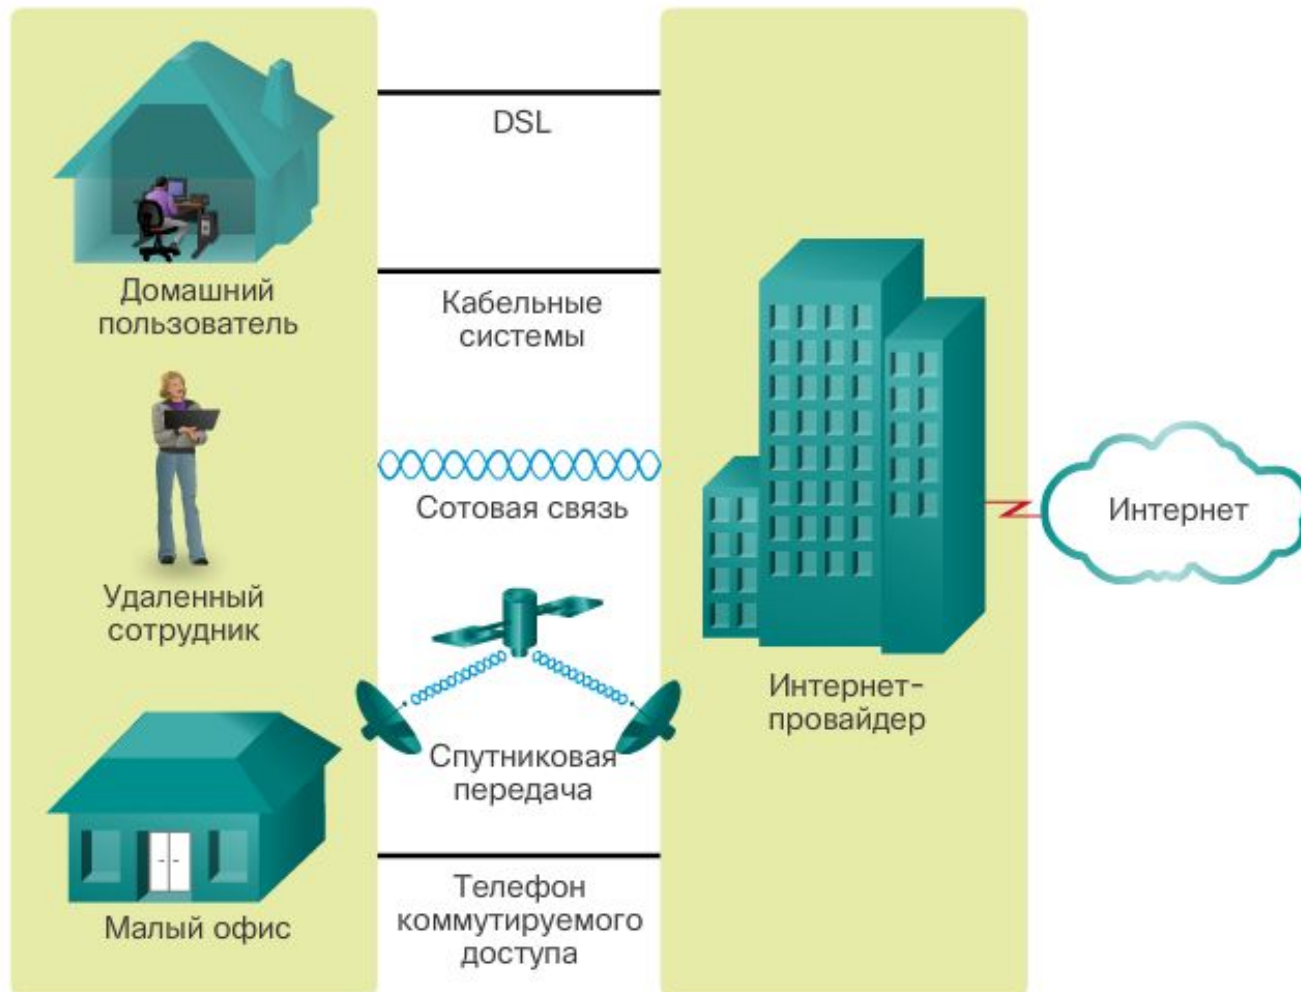 Домашний
пользователь
Удаленный
сотрудник
Малый офис
DSL
Кабельные
системы
Сотовая связь
Спутниковая
передача
Телефон
коммутируемого
доступа
Интернет-
провайдер
Интернет